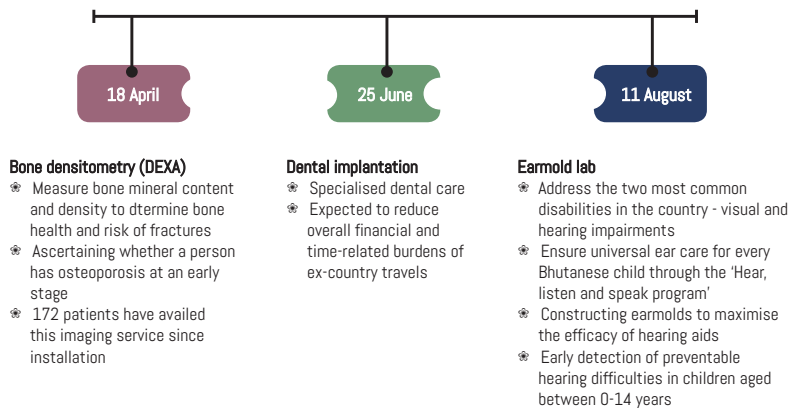 18 April
25 June
11 August
Bone densitometry (DEXA)
Measure bone mineral content
and density to dtermine bone
health and risk of fractures
Ascertaining whether a person
has osteoporosis at an early
stage
172 patients have availed
this imaging service since
installation
Dental implantation
Specialised dental care
Expected to reduce
overall financial and
time-related burdens of
ex-country travels
Earmold lab
Address the two most common
disabilities in the country - visual and
hearing impairments
Ensure universal ear care for every
Bhutanese child through the ‘Hear,
listen and speak program’
Constructing earmolds to maximise
the efficacy of hearing aids
Early detection of preventable
hearing difficulties in children aged
between 0-14 years